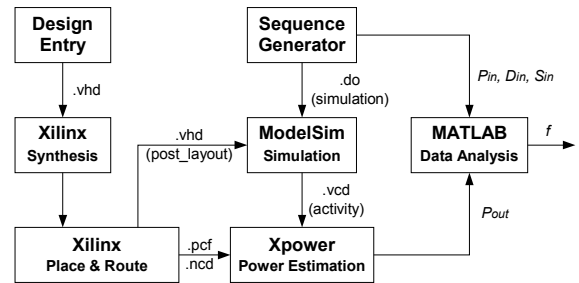 Design
Entry
.vhd
Xilinx
Synthesis
Xilinx
Place & Route
.vhd
(post_layout)
.pcf
.ncd
Sequence
Generator
.do
(simulation)
ModelSim
Simulation
.vcd
(activity)
Xpower
Power Estimation
Pin, Din, Sin
MATLAB
Data Analysis
f
Pout